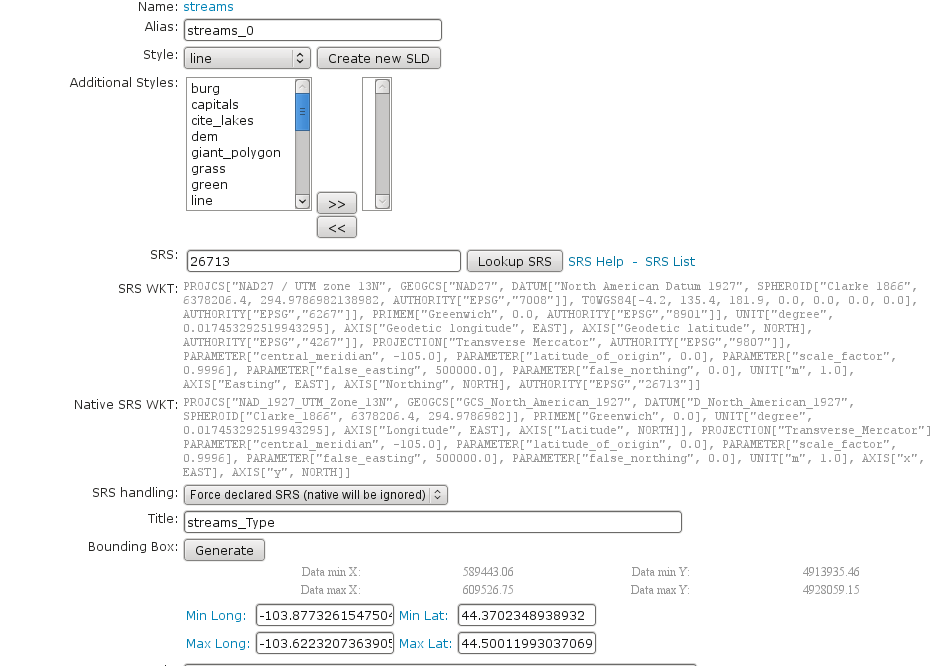 Name: streams
Alias: streams_0
Style: line Create new SLD
Additional Styles:
burg
capitals
cite_lakes
dem
giant_polygon
grass
green
line
>>
<<
SRS: 26713 Lookup SRS SRS Help - SRS List
SRS WKT: PROJCS["NAD27 / UTM zone 13N", GEOGCS["NAD27", DATUM["North American Datum 1927", SPHEROID["Clarke 1866",
6378206.4, 294.9786982138982, AUTHORITY["EPSG","7008"]], TOWGS84[-4.2, 135.4, 181.9, 0.0, 0.0, 0.0, 0.0],
AUTHORITY["EPSG","6267"]], PRIMEM["Greenwich", 0.0, AUTHORITY["EPSG","8901"]], UNIT["degree",
0.017453292519943295], AXIS["Geodetic longitude", EAST], AXIS["Geodetic latitude", NORTH],
AUTHORITY["EPSG","4267"]], PROJECTION["Transverse Mercator", AUTHORITY["EPSG","9807"]],
PARAMETER["central_meridian", -105.0], PARAMETER["latitude_of_origin", 0.0], PARAMETER["scale_factor",
0.9996], PARAMETER["false_easting", 500000.0], PARAMETER["false_northing", 0.0], UNIT["m", 1.0],
AXIS["Easting", EAST], AXIS["Northing", NORTH], AUTHORITY["EPSG","26713"]]
Native SRS WKT: PROJCS["NAD_1927_UTM_Zone_13N", GEOGCS["GCS_North_American_1927", DATUM["D_North_American_1927",
SPHEROID["Clarke_1866", 6378206.4, 294.9786982]], PRIMEM["Greenwich", 0.0], UNIT["degree",
0.017453292519943295], AXIS["Longitude", EAST], AXIS["Latitude", NORTH]], PROJECTION["Transverse_Mercator"]
PARAMETER["central_meridian", -105.0], PARAMETER["latitude_of_origin", 0.0], PARAMETER["scale_factor",
0.9996], PARAMETER["false_easting", 500000.0], PARAMETER["false_northing", 0.0], UNIT["m", 1.0], AXIS["x",
EAST], AXIS["y", NORTH]]
SRS handling: Force declared SRS (native will be ignored)
Title: streams_Type
Bounding Box: Generate
Data min X: 589443.06 Data min Y: 4913935.46
Data max X: 609526.75 Data max Y: 4928059.15
Min Long: -103.8773261547504 Min Lat: 44.3702348938932
Max Long: -103.6223207363905 Max Lat: 44.50011993037069